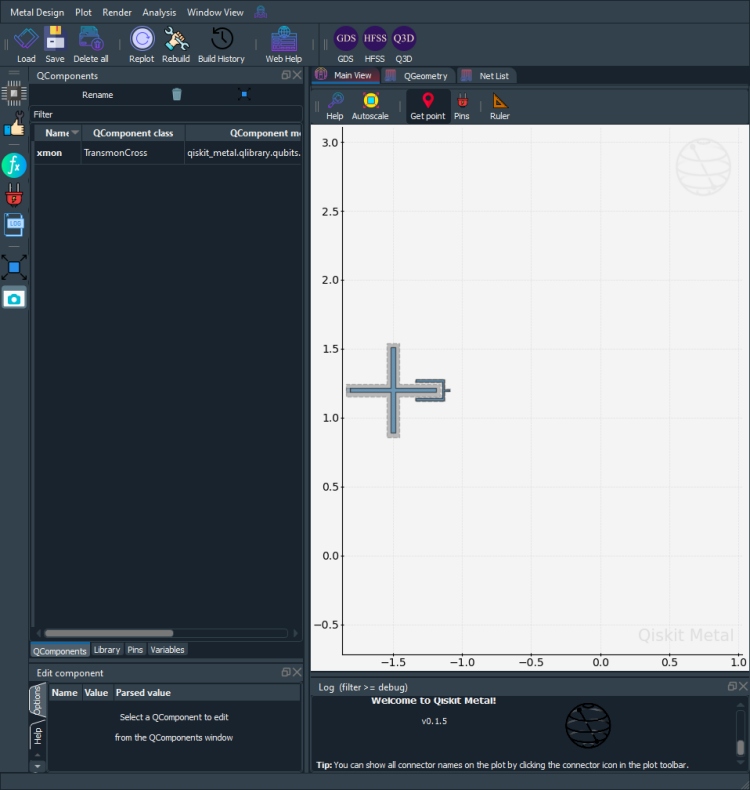 Metal Design Plot Render Analysis Window View
GDS HFSS Q3D
Load Save Delete all Replot Rebuild Build History Web Help GDS HFSS Q3D
QComponents
Rename
Filter
Name QComponent class QComponent m
xmon TransmonCross qiskit_metal.qlibrary.qubits.
QComponents Library Pins Variables
Edit component
Options
Help
Name Value Parsed value
Select a QComponent to edit
from the QComponents window
Main View QGeometry Net List
Help Autoscale Get point Pins Ruler
3.0
2.5
2.0
1.5
1.0
0.5
0.0
−0.5
−1.5 −1.0 −0.5 0.0 0.5 1.0
Qiskit Metal
Log (filter >= debug)
Welcome to Qiskit Metal!
v0.1.5
Tip: You can show all connector names on the plot by clicking the connector icon in the plot toolbar.